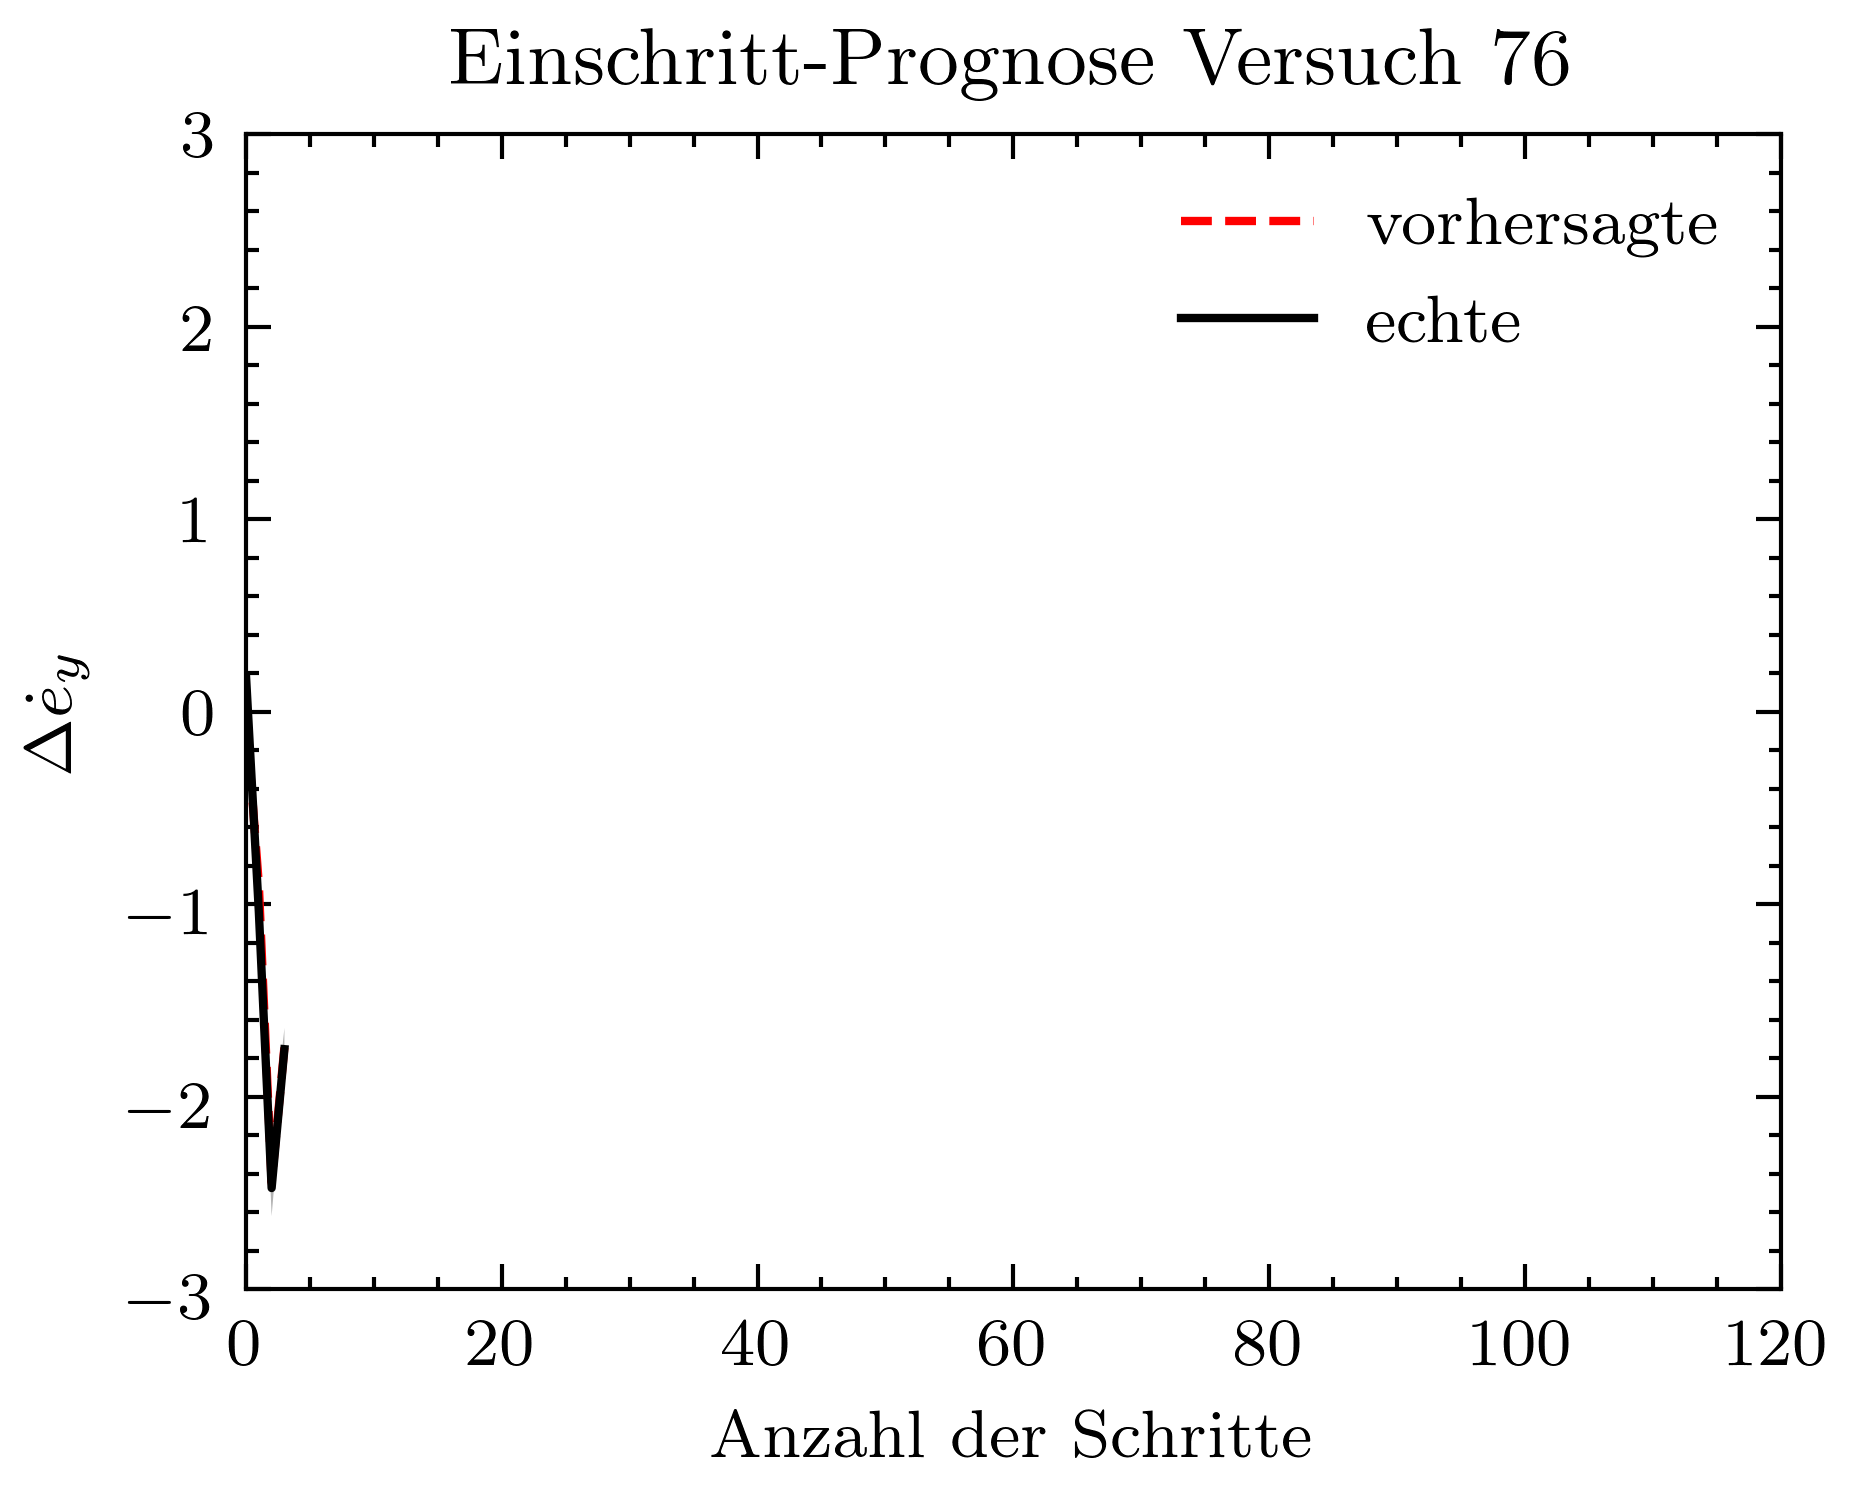 Einschritt-Prognose Versuch 76
3
2
1
0
−1
−2
−3
Δė_y
vorhersagte
echte
0 20 40 60 80 100 120
Anzahl der Schritte